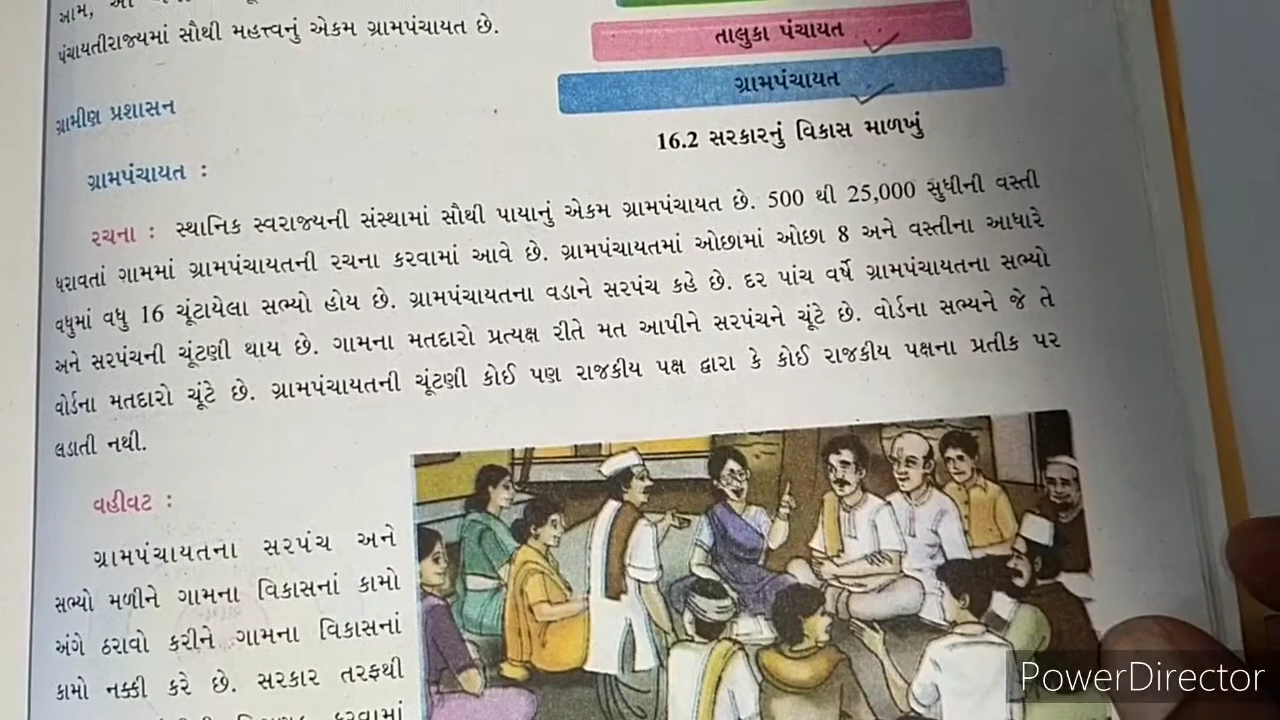 પંચાયતીરાજ્યમાં સૌથી મહત્ત્વનું એકમ ગ્રામપંચાયત છે.
તાલુકા પંચાયત
ગ્રામપંચાયત
16.2 સરકારનું વિકાસ માળખું
ગ્રામીણ પ્રશાસન
ગ્રામપંચાયત :
રચના : સ્થાનિક સ્વરાજ્યની સંસ્થામાં સૌથી પાયાનું એકમ ગ્રામપંચાયત છે. 500 થી 25,000 સુધીની વસ્તી
ધરાવતાં ગામમાં ગ્રામપંચાયતની રચના કરવામાં આવે છે. ગ્રામપંચાયતમાં ઓછામાં ઓછા 8 અને વસ્તીના આધારે
વધુમાં વધુ 16 ચૂંટાયેલા સભ્યો હોય છે. ગ્રામપંચાયતના વડાને સરપંચ કહે છે. દર પાંચ વર્ષે ગ્રામપંચાયતના સભ્યો
અને સરપંચની ચૂંટણી થાય છે. ગામના મતદારો પ્રત્યક્ષ રીતે મત આપીને સરપંચને ચૂંટે છે. વોર્ડના સભ્યને જે તે
વોર્ડના મતદારો ચૂંટે છે. ગ્રામપંચાયતની ચૂંટણી કોઈ પણ રાજકીય પક્ષ દ્વારા કે કોઈ રાજકીય પક્ષના પ્રતીક પર
લડાતી નથી.
વહીવટ :
ગ્રામપંચાયતના સરપંચ અને
સભ્યો મળીને ગામના વિકાસનાં કામો
અંગે ઠરાવો કરીને ગામના વિકાસનાં
કામો નક્કી કરે છે. સરકાર તરફથી
PowerDirector